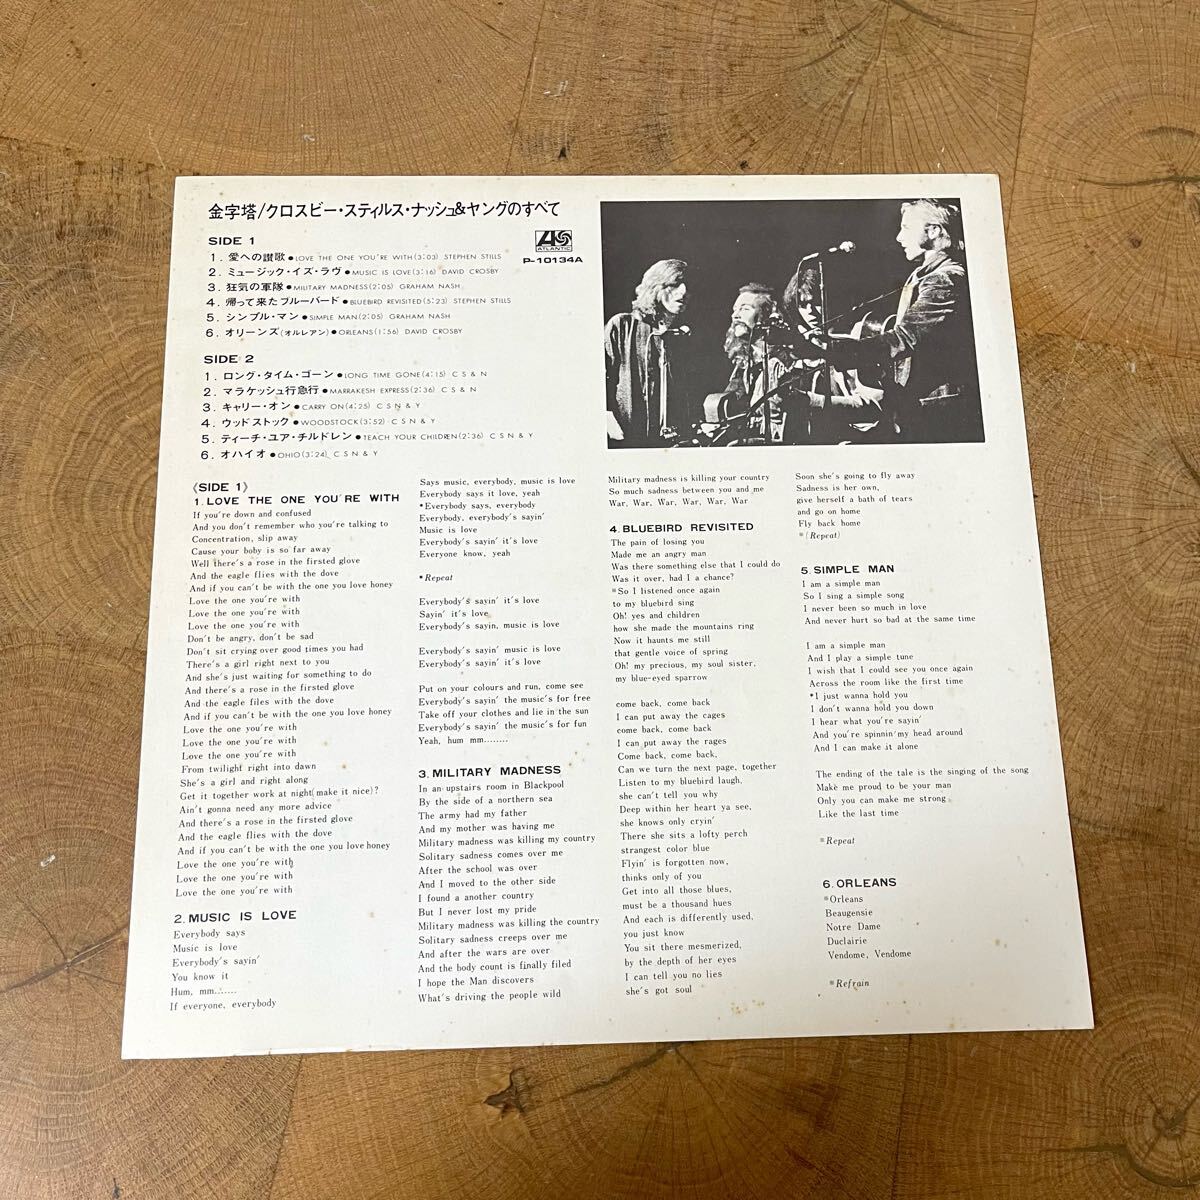 金字塔/クロスビー・スティルス・ナッシュ&ヤングのすべて
ATLANTIC
P-10134A
SIDE 1
1. 愛への讃歌●LOVE THE ONE YOU'RE WITH(3:03) STEPHEN STILLS
2. ミュージック・イズ・ラヴ●MUSIC IS LOVE(3:16) DAVID CROSBY
3. 狂気の軍隊●MILITARY MADNESS(2:05) GRAHAM NASH
4. 帰って来たブルーバード●BLUEBIRD REVISITED(5:23) STEPHEN STILLS
5. シンプル・マン●SIMPLE MAN(2:05) GRAHAM NASH
6. オリーンズ(オルレアン)●ORLEANS(1:56) DAVID CROSBY
SIDE 2
1. ロング・タイム・ゴーン●LONG TIME GONE(4:15) C S & N
2. マラケッシュ行急行●MARRAKESH EXPRESS(2:36) C S & N
3. キャリー・オン●CARRY ON(4:25) C S N & Y
4. ウッドストック●WOODSTOCK(3:52) C S N & Y
5. ティーチ・ユア・チルドレン●TEACH YOUR CHILDREN(2:36) C S N & Y
6. オハイオ●OHIO(3:24) C S N & Y
《SIDE 1》
1. LOVE THE ONE YOU'RE WITH
If you're down and confused
And you don't remember who you're talking to
Concentration, slip away
Cause your boby is so far away
Well there's a rose in the firsted glove
And the eagle flies with the dove
And if you can't be with the one you love honey
Love the one you're with
Love the one you're with
Love the one you're with
Don't be angry, don't be sad
Don't sit crying over good times you had
There's a girl right next to you
And she's just waiting for something to do
And there's a rose in the firsted glove
And the eagle files with the dove
And if you can't be with the one you love honey
Love the one you're with
Love the one you're with
Love the one you're with
From twilight right into dawn
She's a girl and right along
Get it together work at night(make it nice)?
Ain't gonna need any more advice
And there's a rose in the firsted glove
And the eagle flies with the dove
And if you can't be with the one you love honey
Love the one you're with
Love the one you're with
Love the one you're with
2. MUSIC IS LOVE
Everybody says
Music is love
Everybody's sayin'
You know it
Hum, mm.......
If everyone, everybody
Says music, everybody, music is love
Everybody says it love, yeah
*Everybody says, everybody
Everybody, everybody's sayin'
Music is love
Everybody's sayin' it's love
Everyone know, yeah
*Repeat
Everybody's sayin' it's love
Sayin' it's love
Everybody's sayin, music is love
Everybody's sayin' music is love
Everybody's sayin' it's love
Put on your colours and run, come see
Everybody's sayin' the music's for free
Take off your clothes and lie in the sun
Everybody's sayin' the music's for fun
Yeah, hum mm........
3. MILITARY MADNESS
In an upstairs room in Blackpool
By the side of a northern sea
The army had my father
And my mother was having me
Military madness was killing my country
Solitary sadness comes over me
After the school was over
And I moved to the other side
I found a another country
But I never lost my pride
Military madness was killing the country
Solitary sadness creeps over me
And after the wars are over
And the body count is finally filed
I hope the Man discovers
What's driving the people wild
Military madness is killing your country
So much sadness between you and me
War, War, War, War, War, War
4. BLUEBIRD REVISITED
The pain of losing you
Made me an angry man
Was there something else that I could do
Was it over, had I a chance?
*So I listened once again
to my bluebird sing
Oh! yes and children
how she made the mountains ring
Now it haunts me still
that gentle voice of spring
Oh! my precious, my soul sister,
my blue-eyed sparrow
come back, come back
I can put away the cages
come back, come back
I can put away the rages
Come back, come back,
Can we turn the next page, together
Listen to my bluebird laugh,
she can't tell you why
Deep within her heart ya see,
she knows only cryin'
There she sits a lofty perch
strangest color blue
Flyin' is forgotten now,
thinks only of you
Get into all those blues,
must be a thousand hues
And each is differently used,
you just know
You sit there mesmerized,
by the depth of her eyes
I can tell you no lies
she's got soul
Soon she's going to fly away
Sadness is her own,
give herself a bath of tears
and go on home
Fly back home
*(Repeat)
5. SIMPLE MAN
I am a simple man
So I sing a simple song
I never been so much in love
And never hurt so bad at the same time
I am a simple man
And I play a simple tune
I wish that I could see you once again
Across the room like the first time
*I just wanna hold you
I don't wanna hold you down
I hear what you're sayin'
And you're spinnin' my head around
And I can make it alone
The ending of the tale is the singing of the song
Make me proud to be your man
Only you can make me strong
Like the last time
*Repeat
6. ORLEANS
*Orleans
Beaugensie
Notre Dame
Duclairie
Vendome, Vendome
*Refrain